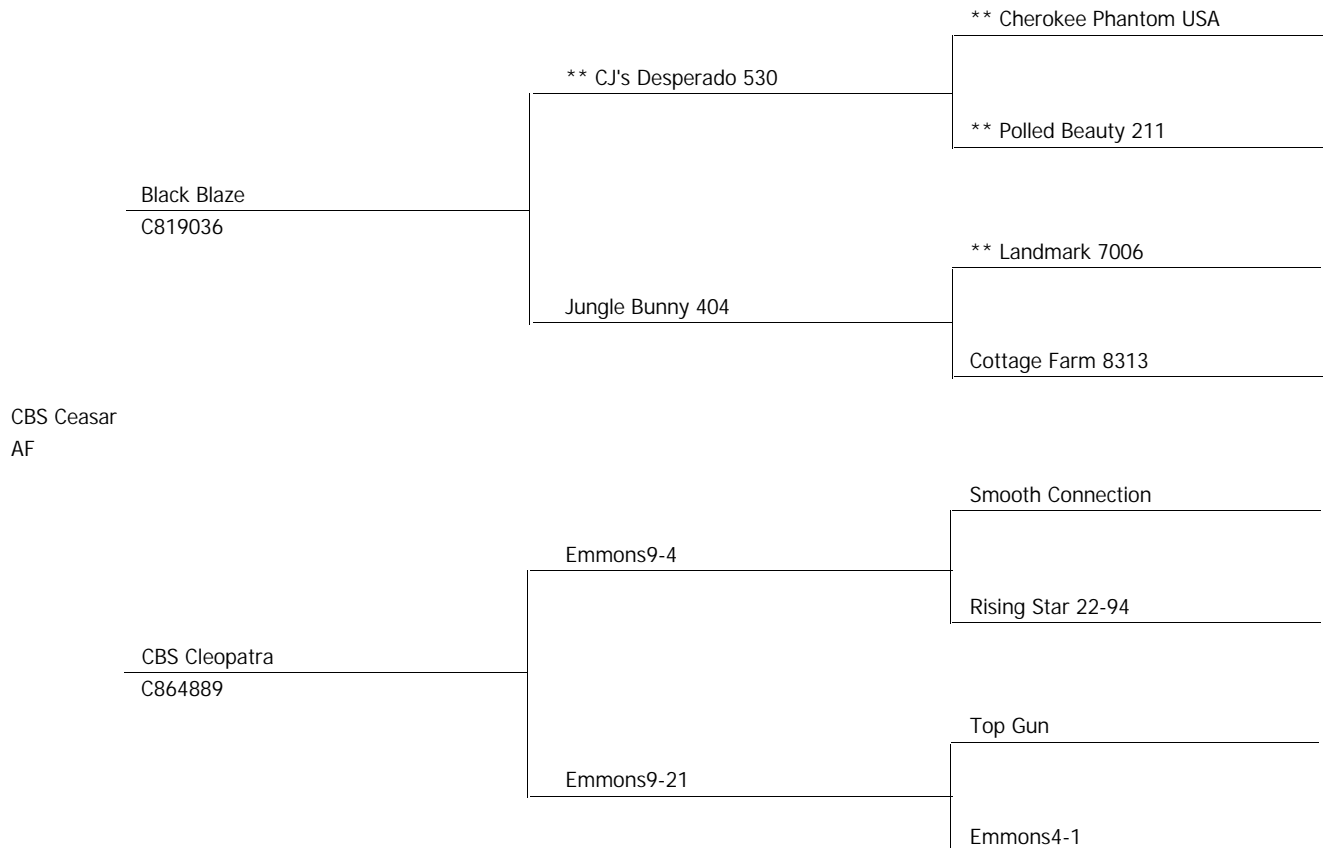 ** Cherokee Phantom USA
** CJ's Desperado 530
** Polled Beauty 211
Black Blaze
C819036
** Landmark 7006
Jungle Bunny 404
Cottage Farm 8313
CBS Ceasar
AF
Smooth Connection
Emmons9-4
Rising Star 22-94
CBS Cleopatra
C864889
Top Gun
Emmons9-21
Emmons4-1